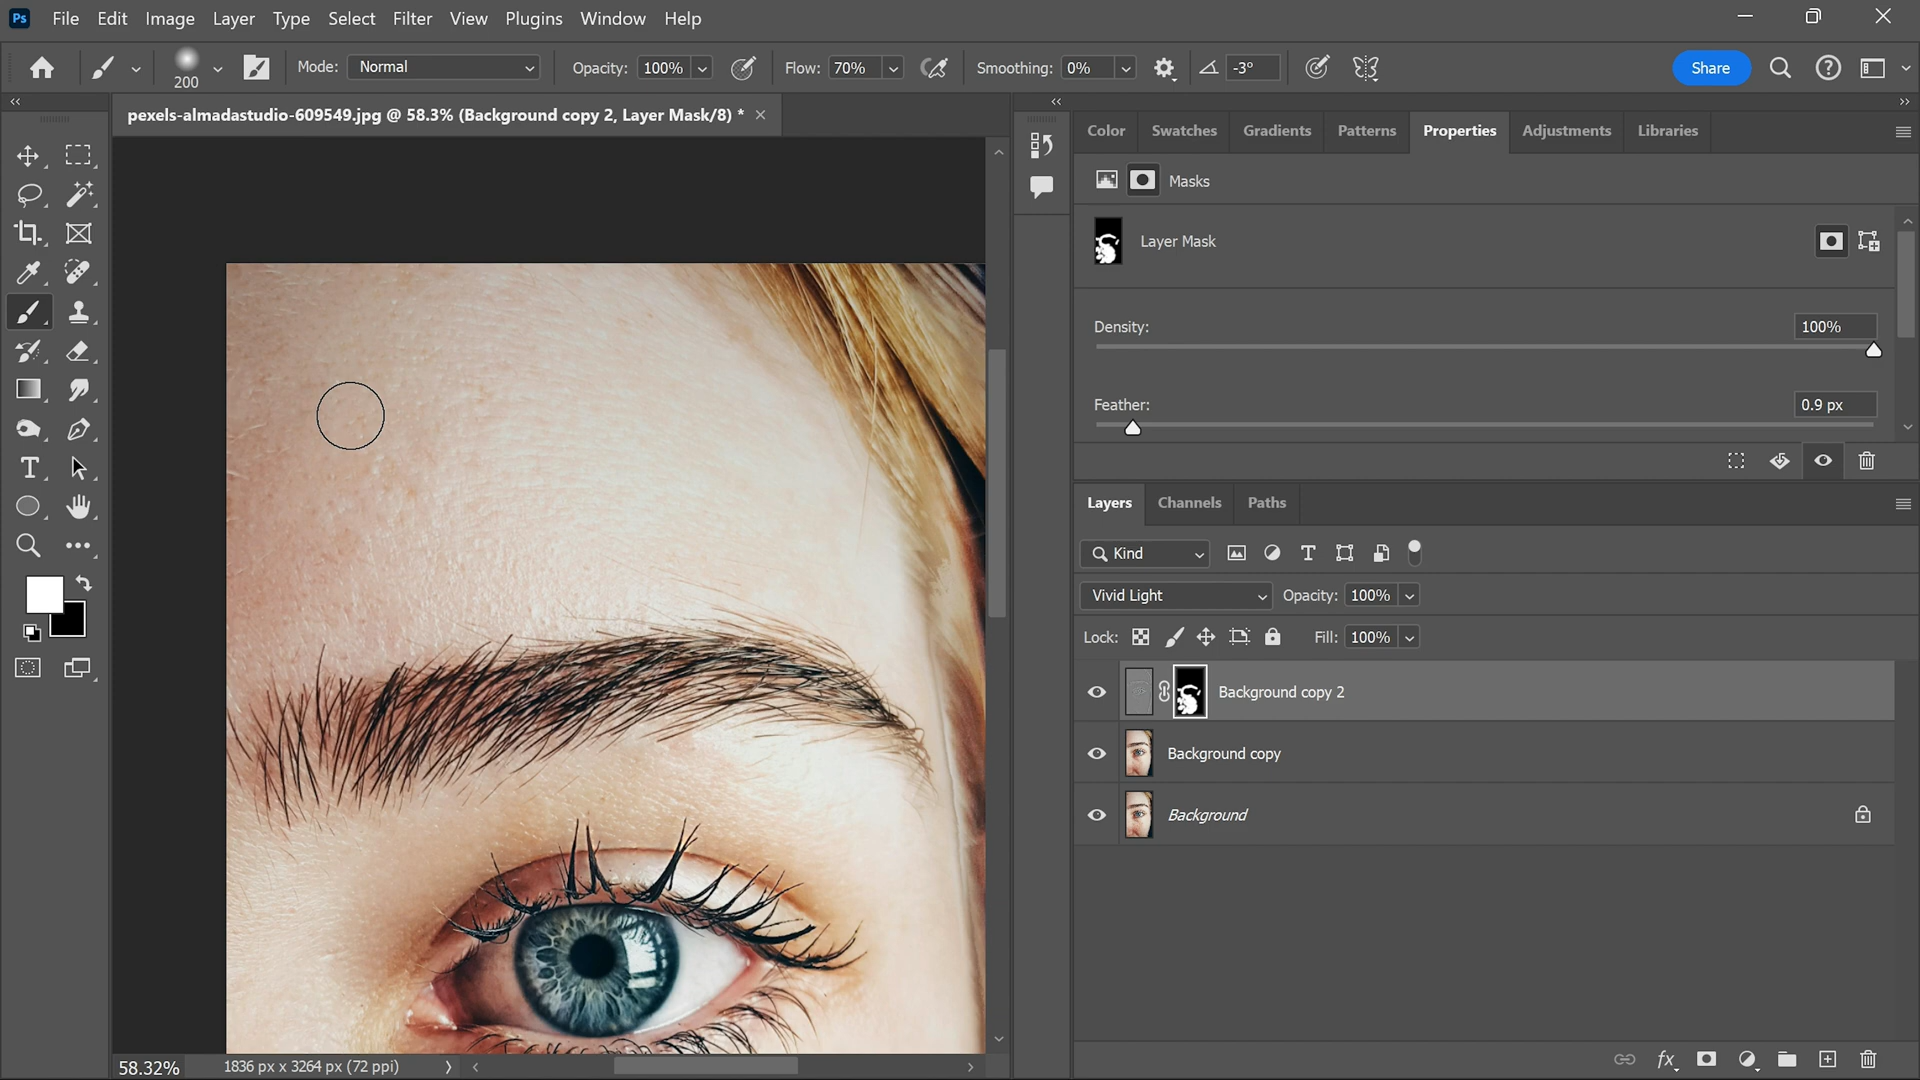 Ps File Edit Image Layer Type Select Filter View Plugins Window Help
200 Mode: Normal Opacity: 100% Flow: 70% Smoothing: 0% -3° Share
pexels-almadastudio-609549.jpg @ 58.3% (Background copy 2, Layer Mask/8) *
Color Swatches Gradients Patterns Properties Adjustments Libraries
Masks
Layer Mask
Density: 100%
Feather: 0.9 px
Layers Channels Paths
Kind
Vivid Light Opacity: 100%
Lock: Fill: 100%
Background copy 2
Background copy
Background
58.32% 1836 px x 3264 px (72 ppi)